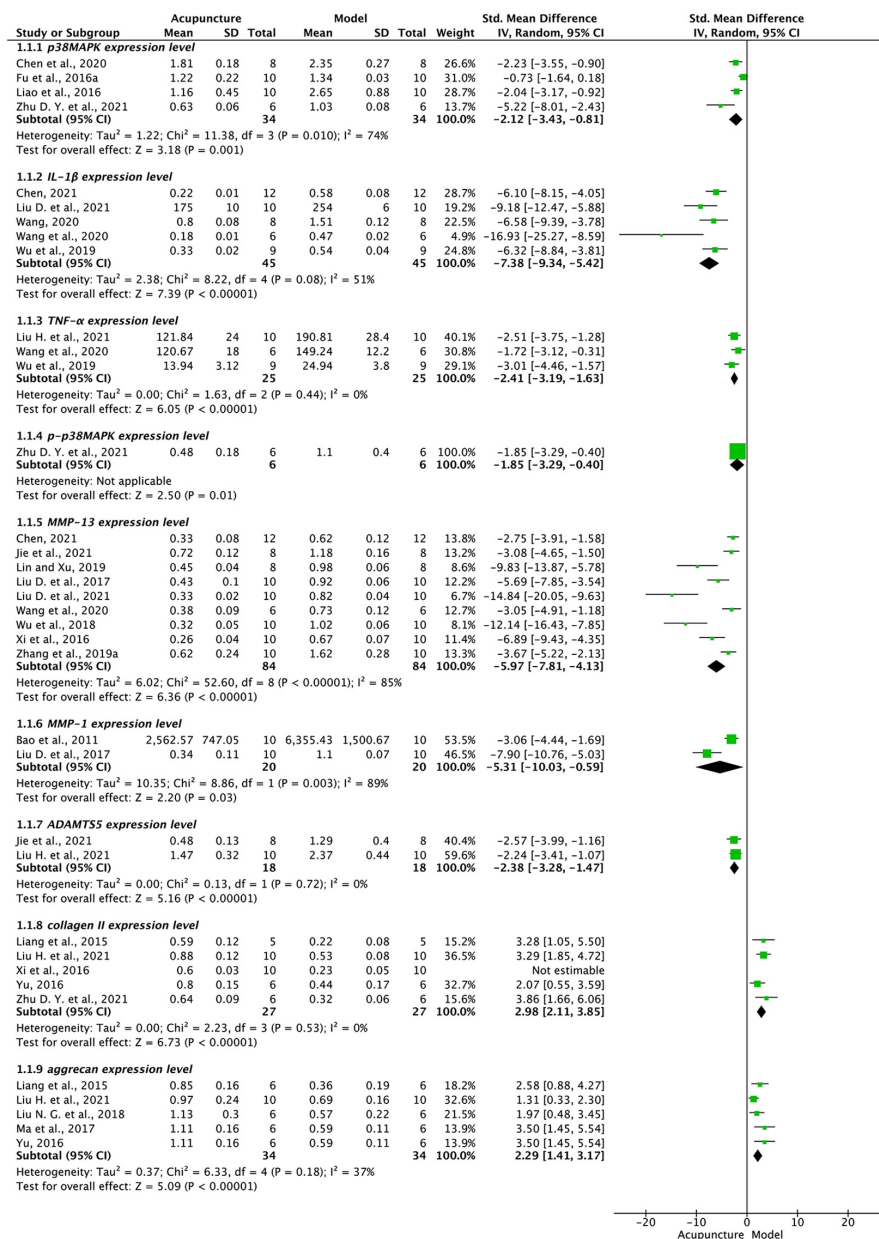 Acupuncture Model Std. Mean Difference Std. Mean Difference
Study or Subgroup Mean SD Total Mean SD Total Weight IV, Random, 95% CI IV, Random, 95% CI
1.1.1 p38MAPK expression level
Chen et al., 2020 1.81 0.18 8 2.35 0.27 8 26.6% -2.23 [-3.55, -0.90]
Fu et al., 2016a 1.22 0.22 10 1.34 0.03 10 31.0% -0.73 [-1.64, 0.18]
Liao et al., 2016 1.16 0.45 10 2.65 0.88 10 28.7% -2.04 [-3.17, -0.92]
Zhu D. Y. et al., 2021 0.63 0.06 6 1.03 0.08 6 13.7% -5.22 [-8.01, -2.43]
Subtotal (95% CI) 34 34 100.0% -2.12 [-3.43, -0.81]
Heterogeneity: Tau² = 1.22; Chi² = 11.38, df = 3 (P = 0.010); I² = 74%
Test for overall effect: Z = 3.18 (P = 0.001)
1.1.2 IL-1β expression level
Chen, 2021 0.22 0.01 12 0.58 0.08 12 28.7% -6.10 [-8.15, -4.05]
Liu D. et al., 2021 175 10 10 254 6 10 19.2% -9.18 [-12.47, -5.88]
Wang, 2020 0.8 0.08 8 1.51 0.12 8 22.5% -6.58 [-9.39, -3.78]
Wang et al., 2020 0.18 0.01 6 0.47 0.02 6 4.9% -16.93 [-25.27, -8.59]
Wu et al., 2019 0.33 0.02 9 0.54 0.04 9 24.8% -6.32 [-8.84, -3.81]
Subtotal (95% CI) 45 45 100.0% -7.38 [-9.34, -5.42]
Heterogeneity: Tau² = 2.38; Chi² = 8.22, df = 4 (P = 0.08); I² = 51%
Test for overall effect: Z = 7.39 (P < 0.00001)
1.1.3 TNF-α expression level
Liu H. et al., 2021 121.84 24 10 190.81 28.4 10 40.1% -2.51 [-3.75, -1.28]
Wang et al., 2020 120.67 18 6 149.24 12.2 6 30.8% -1.72 [-3.12, -0.31]
Wu et al., 2019 13.94 3.12 9 24.94 3.8 9 29.1% -3.01 [-4.46, -1.57]
Subtotal (95% CI) 25 25 100.0% -2.41 [-3.19, -1.63]
Heterogeneity: Tau² = 0.00; Chi² = 1.63, df = 2 (P = 0.44); I² = 0%
Test for overall effect: Z = 6.05 (P < 0.00001)
1.1.4 p-p38MAPK expression level
Zhu D. Y. et al., 2021 0.48 0.18 6 1.1 0.4 6 100.0% -1.85 [-3.29, -0.40]
Subtotal (95% CI) 6 6 100.0% -1.85 [-3.29, -0.40]
Heterogeneity: Not applicable
Test for overall effect: Z = 2.50 (P = 0.01)
1.1.5 MMP-13 expression level
Chen, 2021 0.33 0.08 12 0.62 0.12 12 13.8% -2.75 [-3.91, -1.58]
Jie et al., 2021 0.72 0.12 8 1.18 0.16 8 13.2% -3.08 [-4.65, -1.50]
Lin and Xu, 2019 0.45 0.04 8 0.98 0.06 8 8.6% -9.83 [-13.87, -5.78]
Liu D. et al., 2017 0.43 0.1 10 0.92 0.06 10 12.2% -5.69 [-7.85, -3.54]
Liu D. et al., 2021 0.33 0.02 10 0.82 0.04 10 6.7% -14.84 [-20.05, -9.63]
Wang et al., 2020 0.38 0.09 6 0.73 0.12 6 12.7% -3.05 [-4.91, -1.18]
Wu et al., 2018 0.32 0.05 10 1.02 0.06 10 8.1% -12.14 [-16.43, -7.85]
Xi et al., 2016 0.26 0.04 10 0.67 0.07 10 11.4% -6.89 [-9.43, -4.35]
Zhang et al., 2019a 0.62 0.24 10 1.62 0.28 10 13.2% -3.67 [-5.22, -2.13]
Subtotal (95% CI) 84 84 100.0% -5.97 [-7.81, -4.13]
Heterogeneity: Tau² = 6.02; Chi² = 52.60, df = 8 (P < 0.00001); I² = 85%
Test for overall effect: Z = 6.36 (P < 0.00001)
1.1.6 MMP-1 expression level
Bao et al., 2011 2,562.57 747.05 10 6,355.43 1,500.67 10 53.5% -3.06 [-4.44, -1.69]
Liu D. et al., 2017 0.34 0.11 10 1.1 0.07 10 46.5% -7.90 [-10.76, -5.03]
Subtotal (95% CI) 20 20 100.0% -5.31 [-10.03, -0.59]
Heterogeneity: Tau² = 10.35; Chi² = 8.86, df = 1 (P = 0.003); I² = 89%
Test for overall effect: Z = 2.20 (P = 0.03)
1.1.7 ADAMTS5 expression level
Jie et al., 2021 0.48 0.13 8 1.29 0.4 8 40.4% -2.57 [-3.99, -1.16]
Liu H. et al., 2021 1.47 0.32 10 2.37 0.44 10 59.6% -2.24 [-3.41, -1.07]
Subtotal (95% CI) 18 18 100.0% -2.38 [-3.28, -1.47]
Heterogeneity: Tau² = 0.00; Chi² = 0.13, df = 1 (P = 0.72); I² = 0%
Test for overall effect: Z = 5.16 (P < 0.00001)
1.1.8 collagen II expression level
Liang et al., 2015 0.59 0.12 5 0.22 0.08 5 15.2% 3.28 [1.05, 5.50]
Liu H. et al., 2021 0.88 0.12 10 0.53 0.08 10 36.5% 3.29 [1.85, 4.72]
Xi et al., 2016 0.6 0.03 10 0.23 0.05 10 Not estimable
Yu, 2016 0.8 0.15 6 0.44 0.17 6 32.7% 2.07 [0.55, 3.59]
Zhu D. Y. et al., 2021 0.64 0.09 6 0.32 0.06 6 15.6% 3.86 [1.66, 6.06]
Subtotal (95% CI) 27 27 100.0% 2.98 [2.11, 3.85]
Heterogeneity: Tau² = 0.00; Chi² = 2.23, df = 3 (P = 0.53); I² = 0%
Test for overall effect: Z = 6.73 (P < 0.00001)
1.1.9 aggrecan expression level
Liang et al., 2015 0.85 0.16 6 0.36 0.19 6 18.2% 2.58 [0.88, 4.27]
Liu H. et al., 2021 0.97 0.24 10 0.69 0.16 10 32.6% 1.31 [0.33, 2.30]
Liu N. G. et al., 2018 1.13 0.3 6 0.57 0.22 6 21.5% 1.97 [0.48, 3.45]
Ma et al., 2017 1.11 0.16 6 0.59 0.11 6 13.9% 3.50 [1.45, 5.54]
Yu, 2016 1.11 0.16 6 0.59 0.11 6 13.9% 3.50 [1.45, 5.54]
Subtotal (95% CI) 34 34 100.0% 2.29 [1.41, 3.17]
Heterogeneity: Tau² = 0.37; Chi² = 6.33, df = 4 (P = 0.18); I² = 37%
Test for overall effect: Z = 5.09 (P < 0.00001)
-20 -10 0 10 20
Acupuncture Model